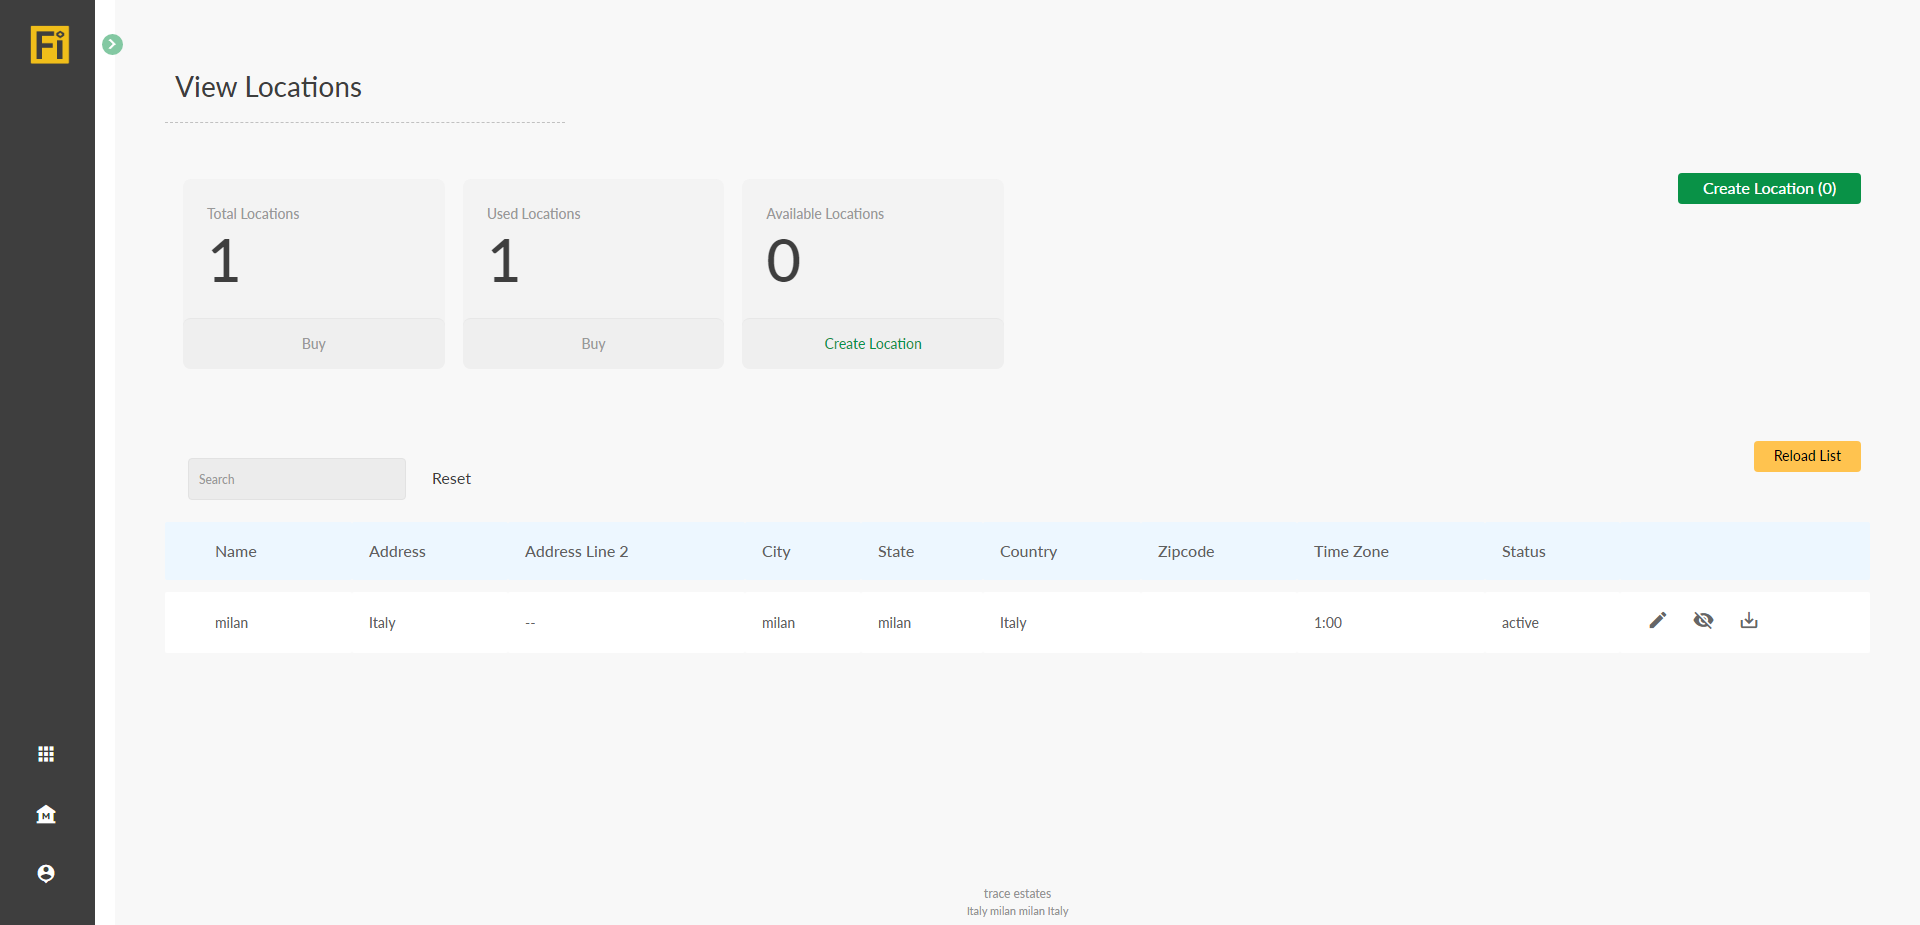 Fi
View Locations
Total Locations
1
Buy
Used Locations
1
Buy
Available Locations
0
Create Location
Create Location (0)
Search
Reset
Reload List
Name Address Address Line 2 City State Country Zipcode Time Zone Status
milan Italy -- milan milan Italy 1:00 active
M
trace estates
Italy milan milan Italy